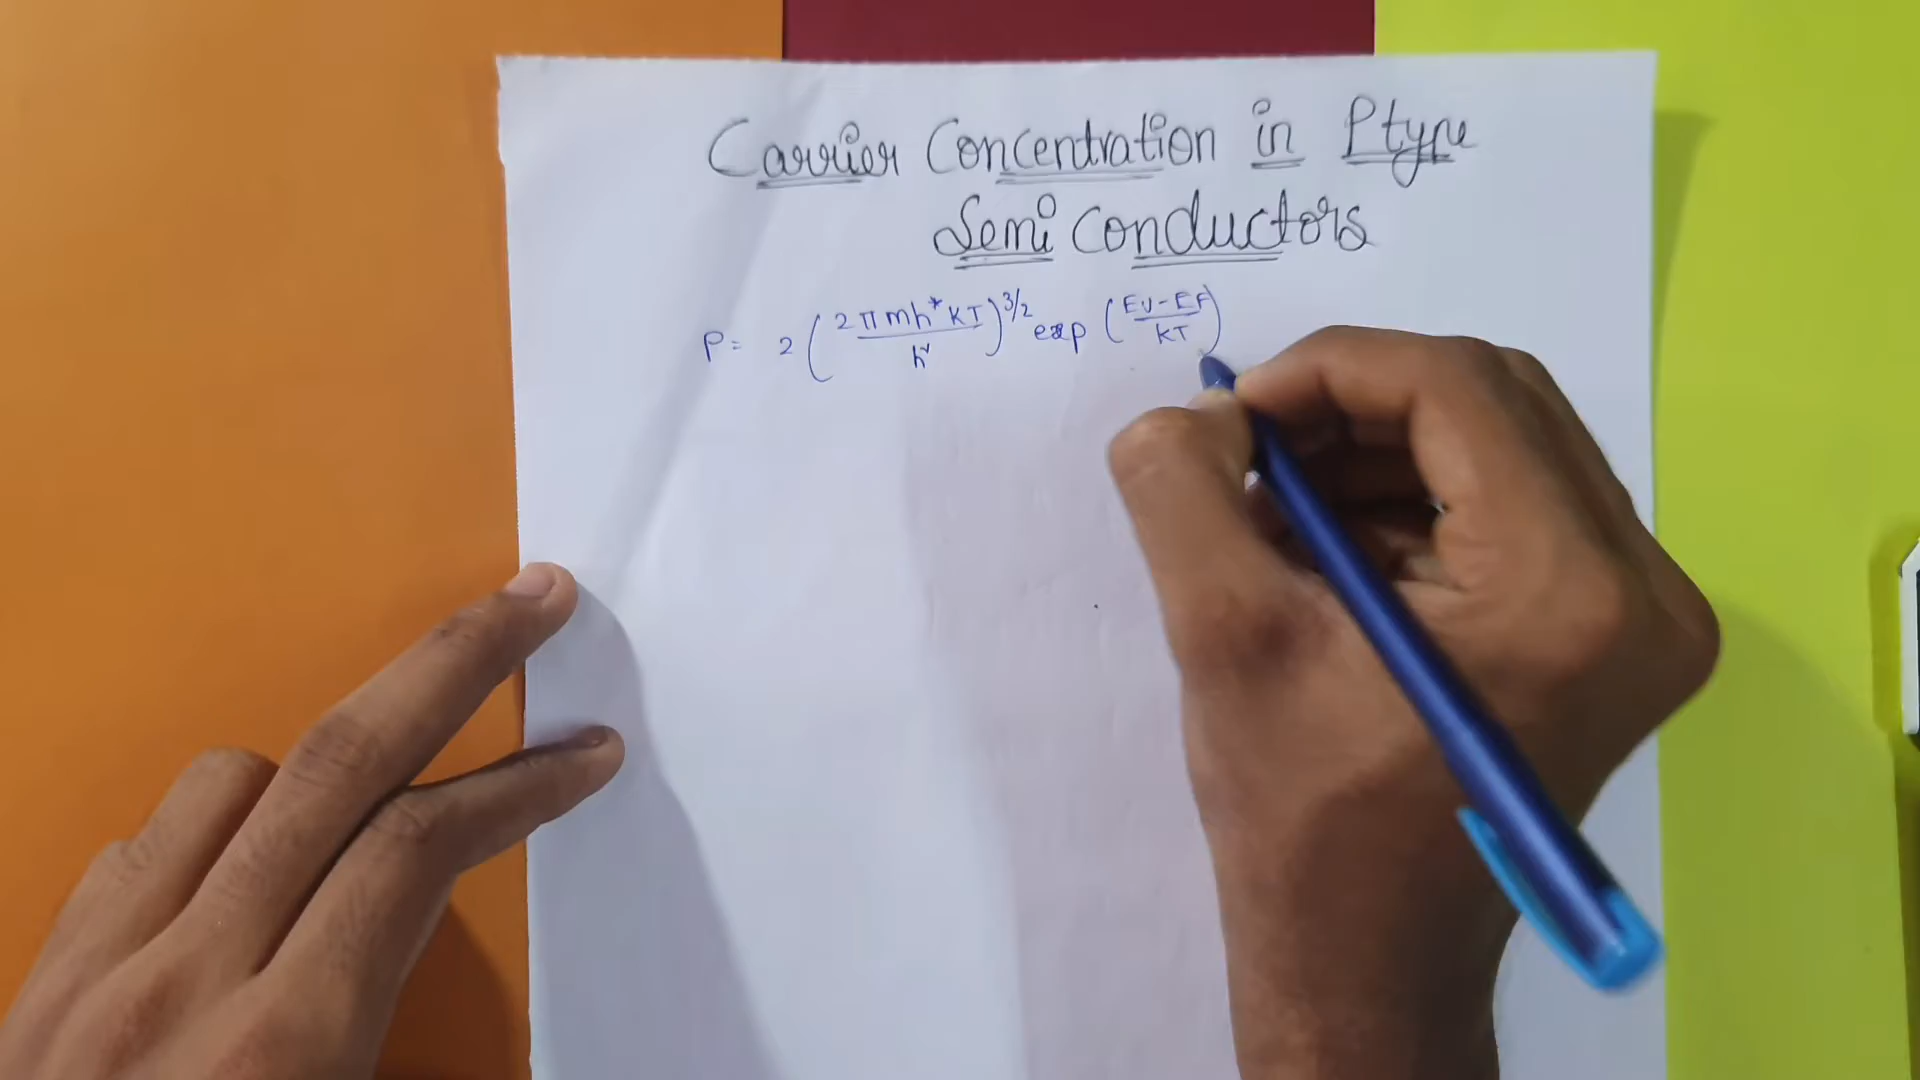 Carrier Concentration in P type
Semi Conductors
P = 2 (2πmh*KT/h²)^3/2 exp (Ev-EF/KT)